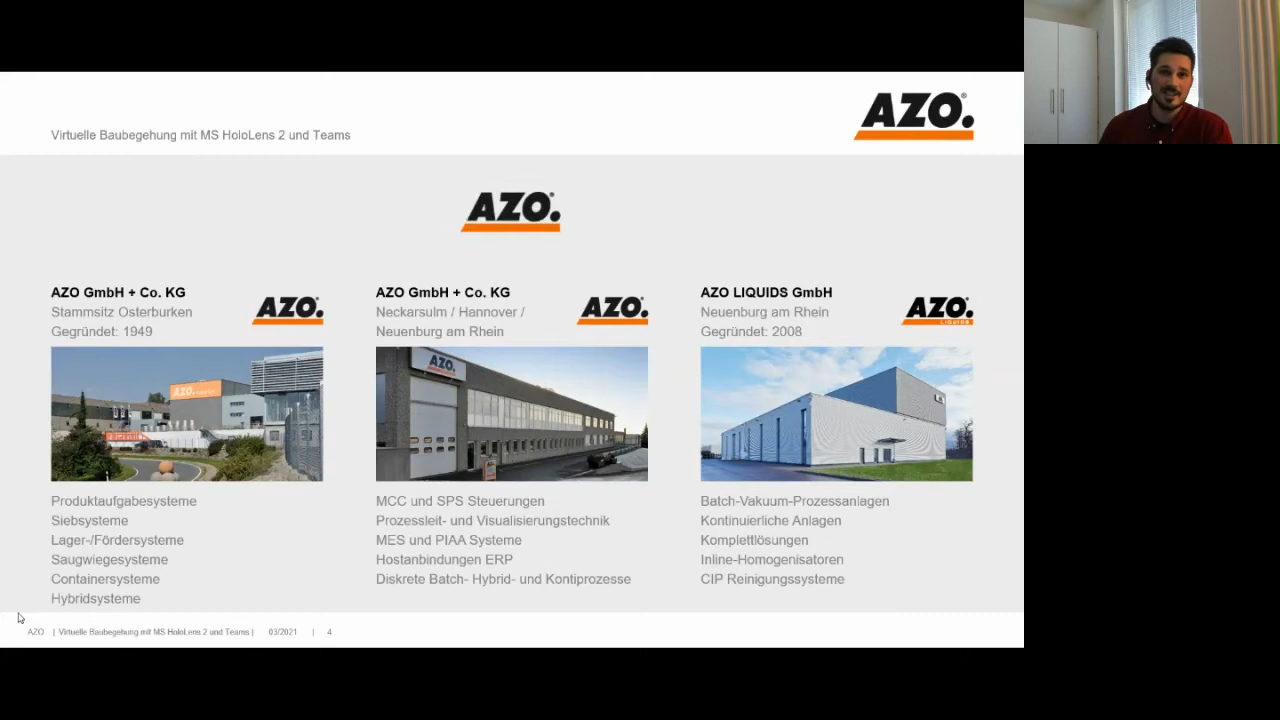 AZO.®
Virtuelle Baubegehung mit MS HoloLens 2 und Teams
AZO.®
AZO GmbH + Co. KG
Stammsitz Osterburken
Gegründet: 1949
AZO.®
AZO.
Produktaufgabesysteme
Siebsysteme
Lager-/Fördersysteme
Saugwiegesysteme
Containersysteme
Hybridsysteme
AZO GmbH + Co. KG
Neckarsulm / Hannover /
Neuenburg am Rhein
AZO.®
AZO.
MCC und SPS Steuerungen
Prozessleit- und Visualisierungstechnik
MES und PIAA Systeme
Hostanbindungen ERP
Diskrete Batch- Hybrid- und Kontiprozesse
AZO LIQUIDS GmbH
Neuenburg am Rhein
Gegründet: 2008
AZO.®
LIQUIDS
Batch-Vakuum-Prozessanlagen
Kontinuierliche Anlagen
Komplettlösungen
Inline-Homogenisatoren
CIP Reinigungssysteme
AZO | Virtuelle Baubegehung mit MS HoloLens 2 und Teams | 03/2021 | 4